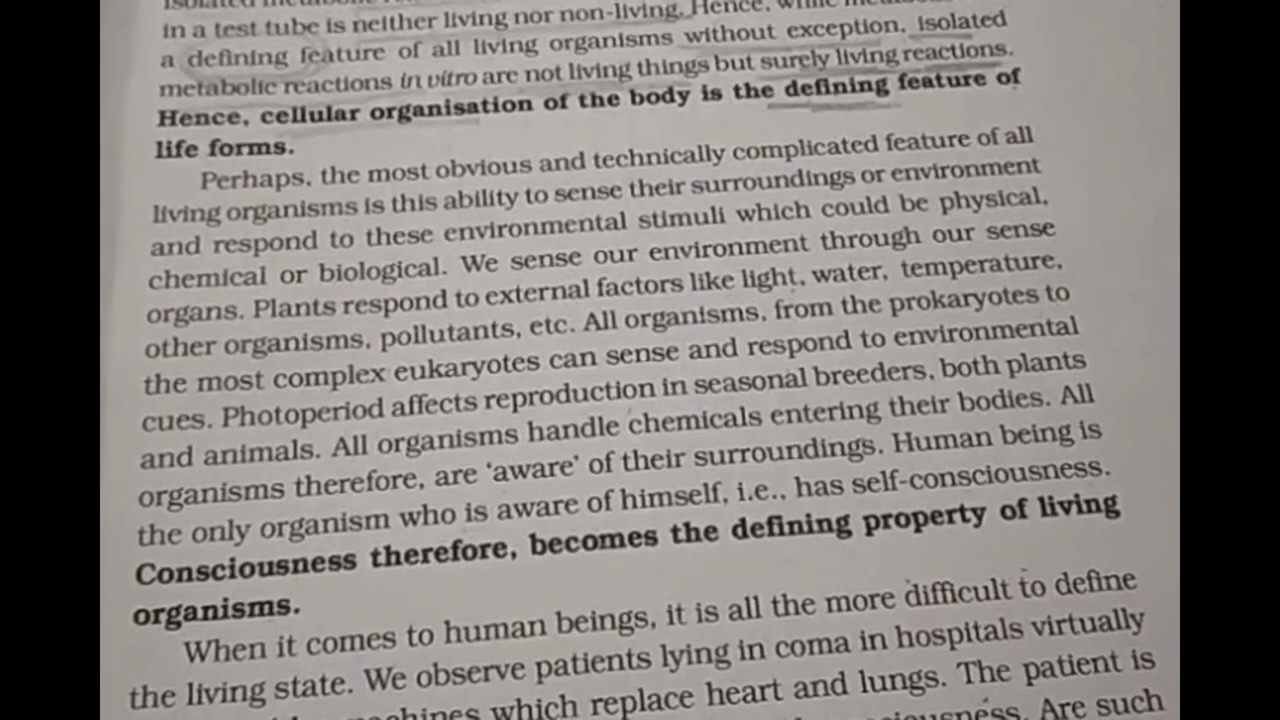 in a test tube is neither living nor non-living. Hence, while
a defining feature of all living organisms without exception, isolated
metabolic reactions in vitro are not living things but surely living reactions.
Hence, cellular organisation of the body is the defining feature of
life forms.
Perhaps, the most obvious and technically complicated feature of all
living organisms is this ability to sense their surroundings or environment
and respond to these environmental stimuli which could be physical,
chemical or biological. We sense our environment through our sense
organs. Plants respond to external factors like light, water, temperature,
other organisms, pollutants, etc. All organisms, from the prokaryotes to
the most complex eukaryotes can sense and respond to environmental
cues. Photoperiod affects reproduction in seasonal breeders, both plants
and animals. All organisms handle chemicals entering their bodies. All
organisms therefore, are ‘aware’ of their surroundings. Human being is
the only organism who is aware of himself, i.e., has self-consciousness.
Consciousness therefore, becomes the defining property of living
organisms.
When it comes to human beings, it is all the more difficult to define
the living state. We observe patients lying in coma in hospitals virtually
machines which replace heart and lungs. The patient is
Are such